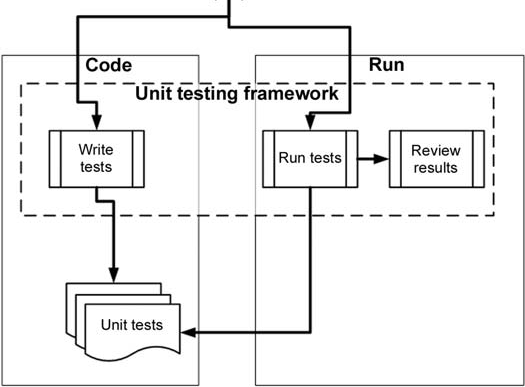 Code
Run
Unit testing framework
Write
tests
Run tests
Review
results
Unit tests